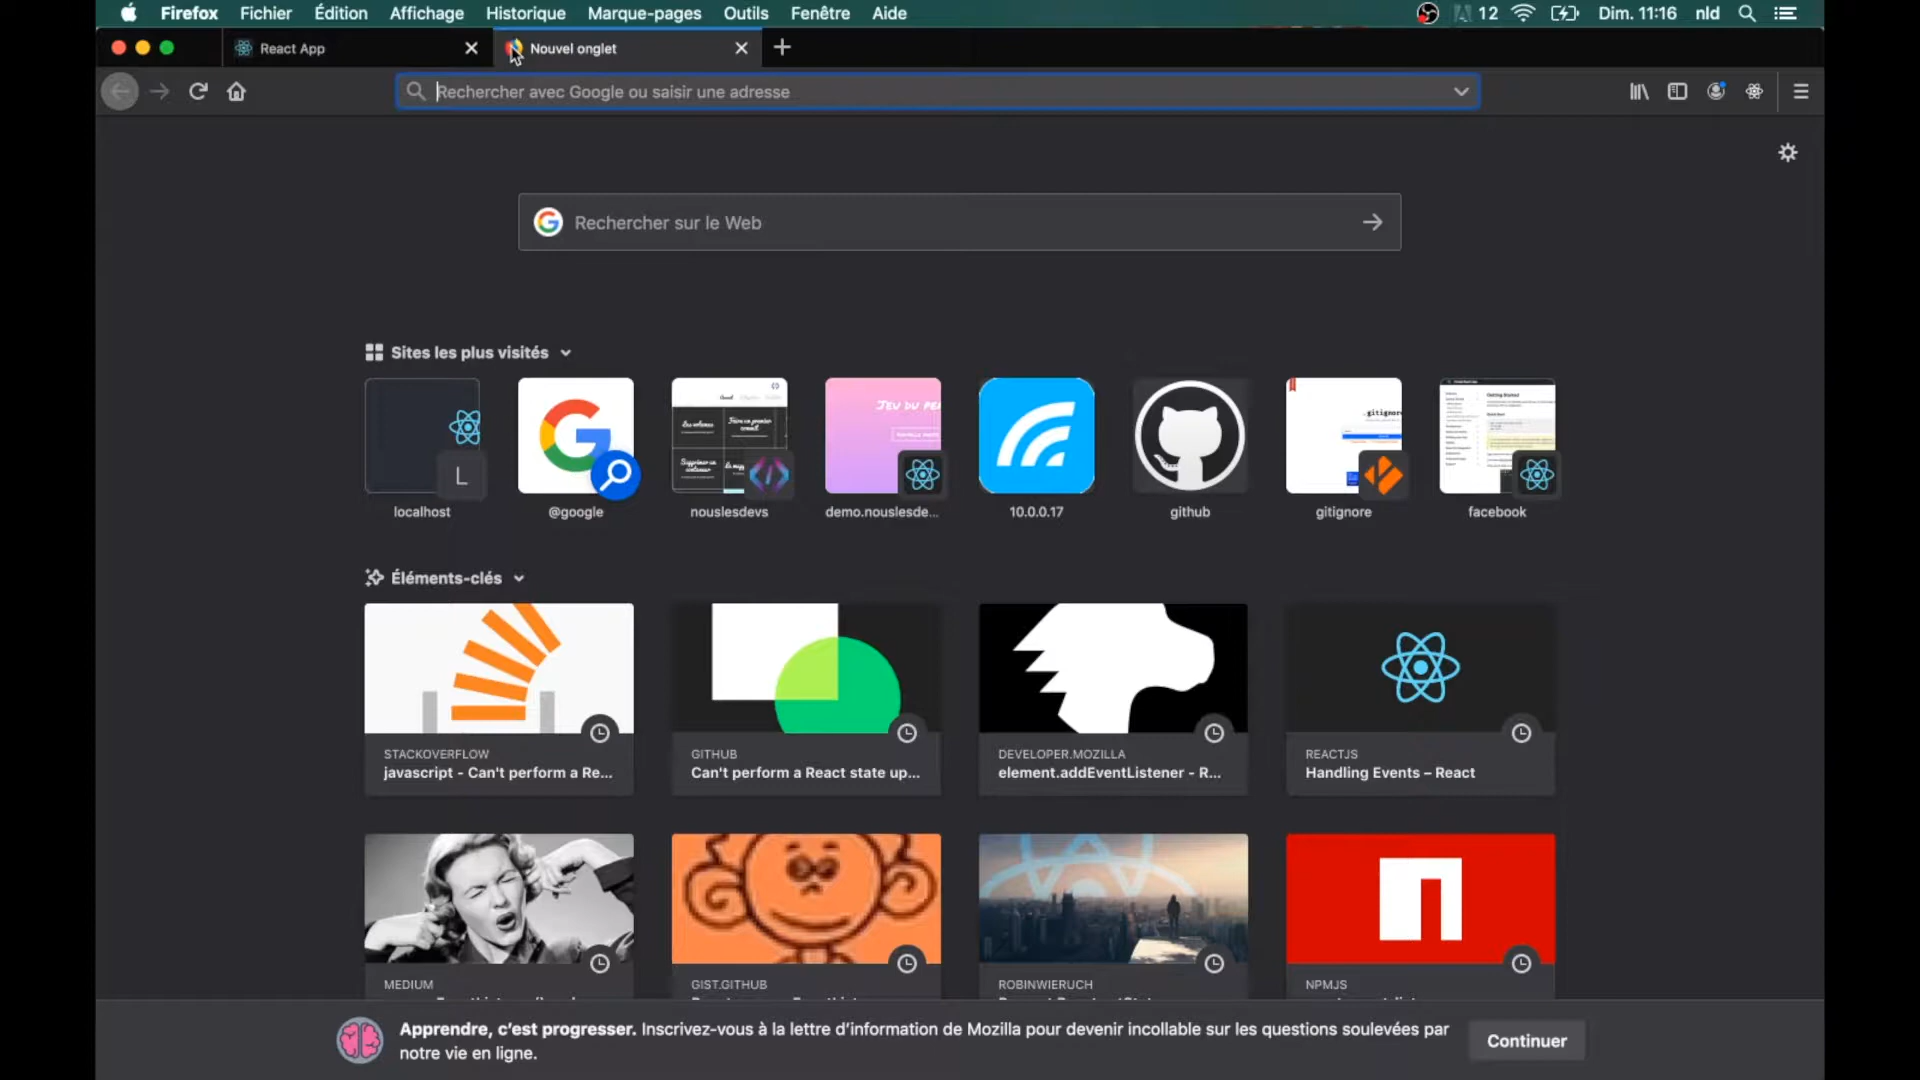 Firefox Fichier Édition Affichage Historique Marque-pages Outils Fenêtre Aide 12 Dim. 11:16 nld
React App Nouvel onglet
Rechercher avec Google ou saisir une adresse
Rechercher sur le Web
Sites les plus visités
JEU DU PE
.gitignore
L
localhost @google nouslesdevs demo.nouslesde... 10.0.0.17 github gitignore facebook
Éléments-clés
STACKOVERFLOW
javascript - Can't perform a Re...
GITHUB
Can't perform a React state up...
DEVELOPER.MOZILLA
element.addEventListener - R...
REACTJS
Handling Events – React
MEDIUM
GIST.GITHUB
ROBINWIERUCH
NPMJS
Apprendre, c'est progresser. Inscrivez-vous à la lettre d'information de Mozilla pour devenir incollable sur les questions soulevées par
notre vie en ligne.
Continuer